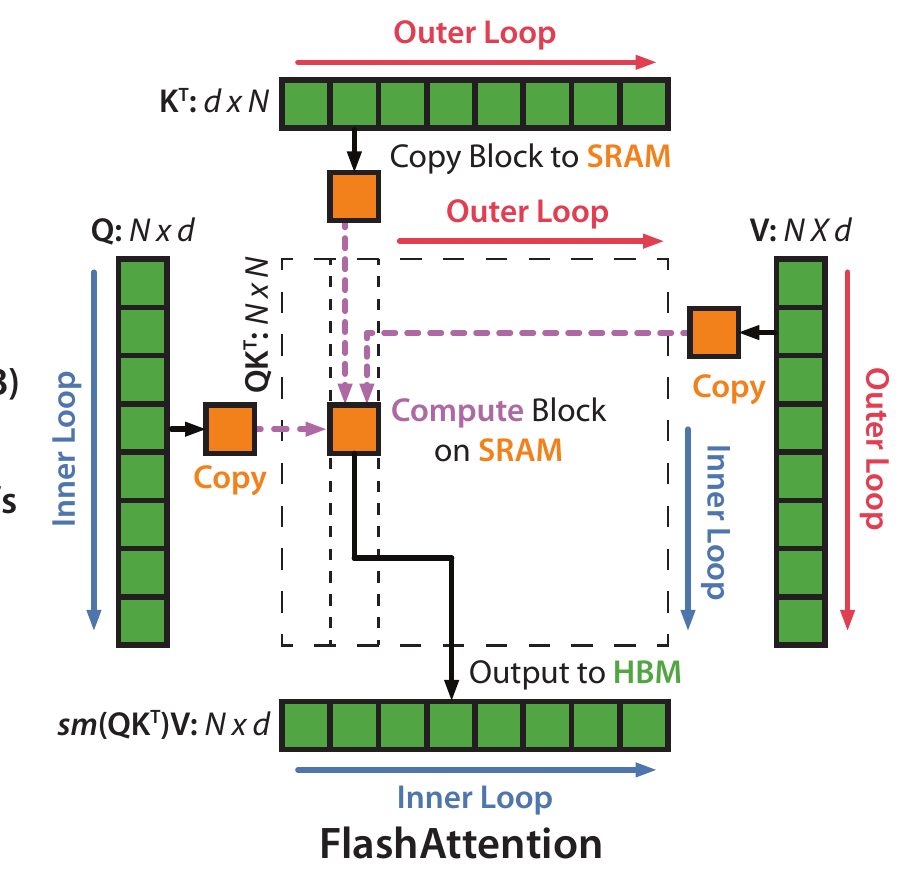 Outer Loop
Kᵀ: d x N
Copy Block to SRAM
Outer Loop
Q: N x d
V: N X d
QKᵀ: N x N
B)
Copy
Compute Block
on SRAM
Copy
Inner Loop
Inner Loop
Outer Loop
s
Output to HBM
sm(QKᵀ)V: N x d
Inner Loop
FlashAttention